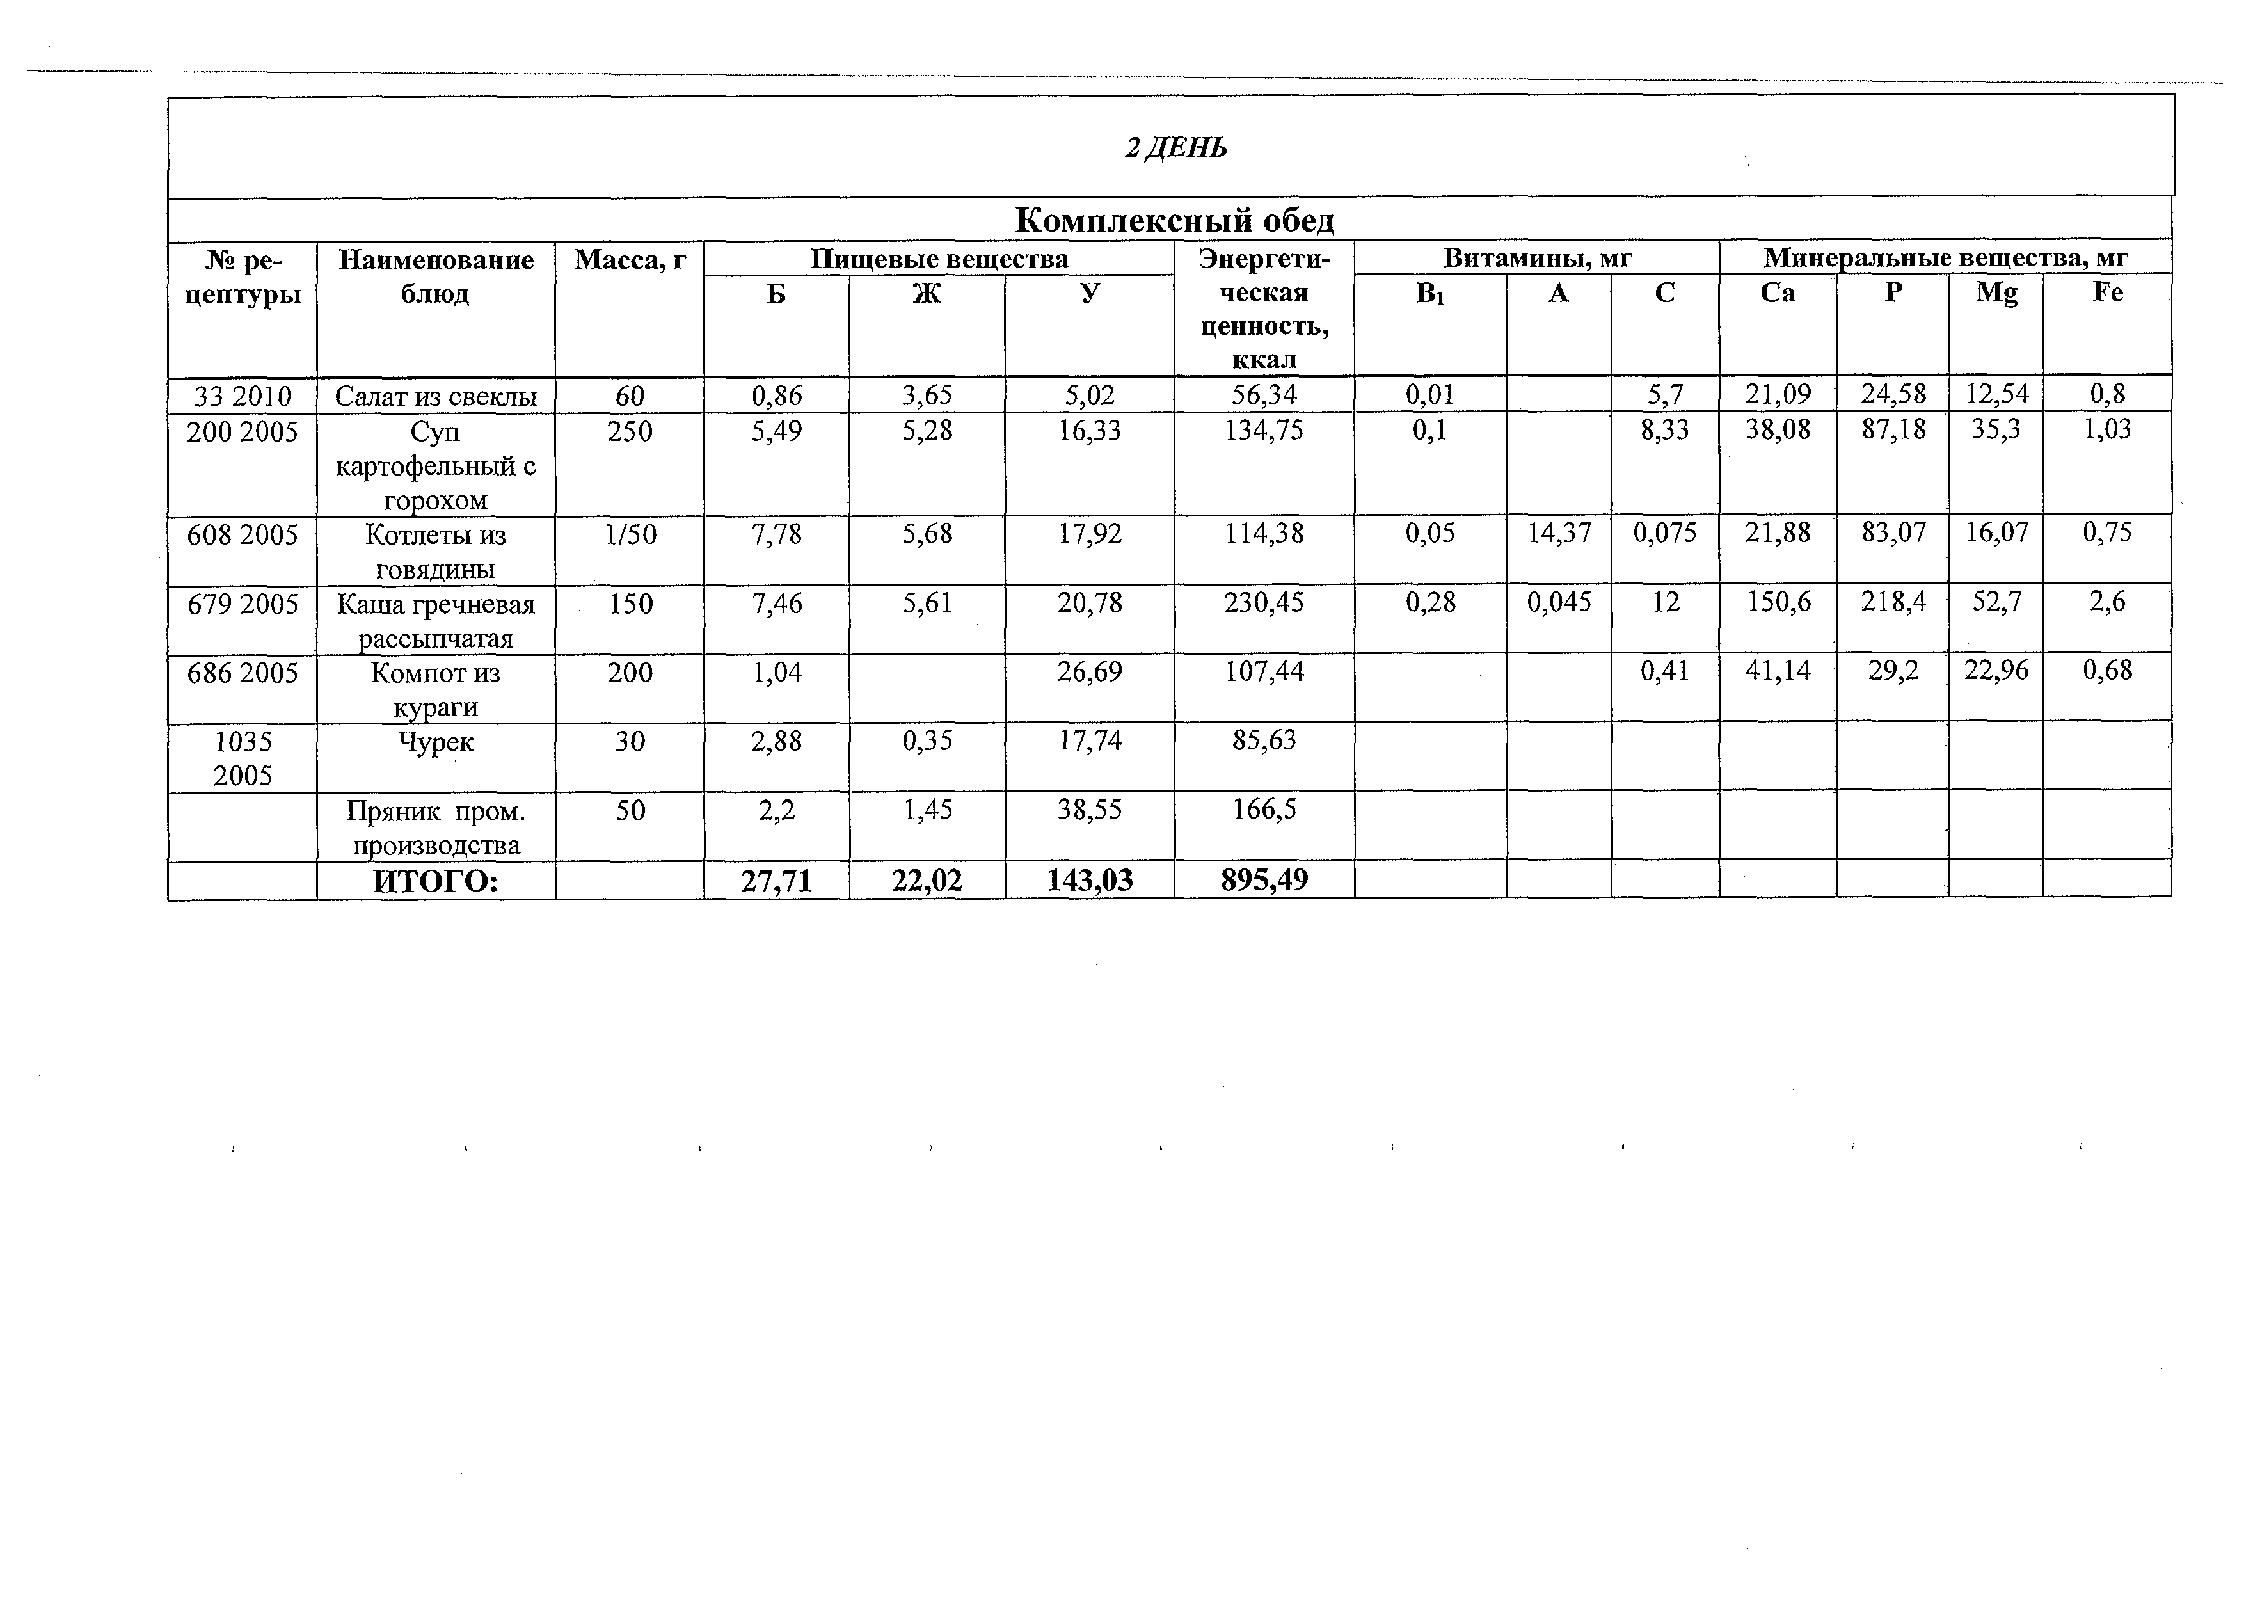 2 ДЕНЬ
Комплексный обед
№ ре- Наименование Масса, г Пищевые вещества Энергети- Витамины, мг Минеральные вещества, мг
цептуры блюд Б Ж У ческая B₁ А С Ca P Mg Fe
ценность,
ккал
33 2010 Салат из свеклы 60 0,86 3,65 5,02 56,34 0,01 5,7 21,09 24,58 12,54 0,8
200 2005 Суп 250 5,49 5,28 16,33 134,75 0,1 8,33 38,08 87,18 35,3 1,03
картофельный с
горохом
608 2005 Котлеты из 1/50 7,78 5,68 17,92 114,38 0,05 14,37 0,075 21,88 83,07 16,07 0,75
говядины
679 2005 Каша гречневая 150 7,46 5,61 20,78 230,45 0,28 0,045 12 150,6 218,4 52,7 2,6
рассыпчатая
686 2005 Компот из 200 1,04 26,69 107,44 0,41 41,14 29,2 22,96 0,68
кураги
1035 Чурек 30 2,88 0,35 17,74 85,63
2005
Пряник пром. 50 2,2 1,45 38,55 166,5
производства
ИТОГО: 27,71 22,02 143,03 895,49